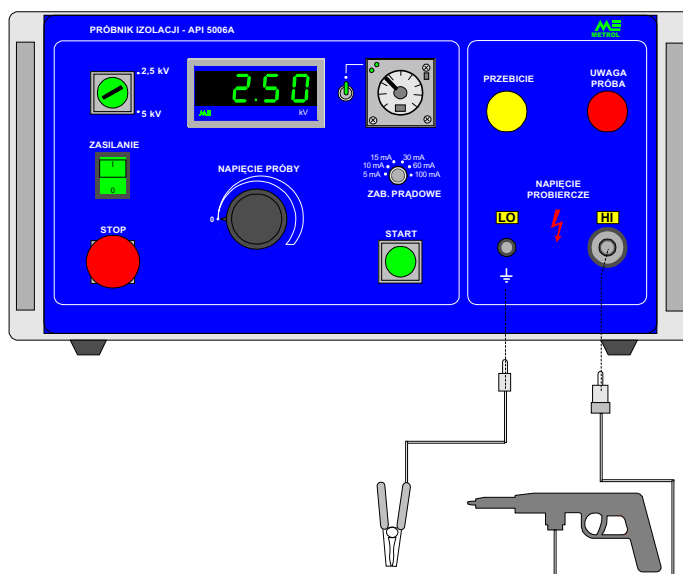 PRÓBNIK IZOLACJI - API 5006A
ME
METROL
2,5 kV
5 kV
2.50
ME
kV
PRZEBICIE
UWAGA
PRÓBA
ZASILANIE
I
0
NAPIĘCIE PRÓBY
0
15 mA
30 mA
10 mA
60 mA
5 mA
100 mA
ZAB. PRĄDOWE
NAPIĘCIE
PROBIERCZE
LO
HI
STOP
START